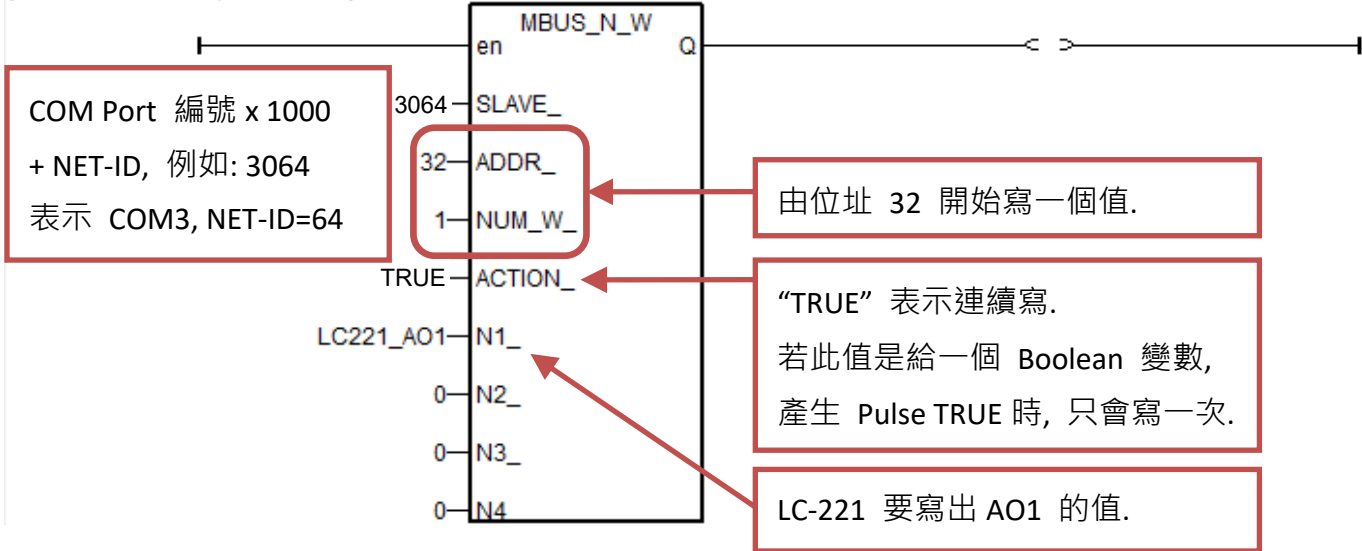 MBUS_N_W
en
Q
COM Port 編號 x 1000
+ NET-ID, 例如: 3064
表示 COM3, NET-ID=64
3064
SLAVE_
32
ADDR_
1
NUM_W_
由位址 32 開始寫一個值.
TRUE
ACTION_
“TRUE” 表示連續寫.
若此值是給一個 Boolean 變數,
產生 Pulse TRUE 時, 只會寫一次.
LC221_AO1
N1_
0
N2_
0
N3_
0
N4
LC-221 要寫出 AO1 的值.